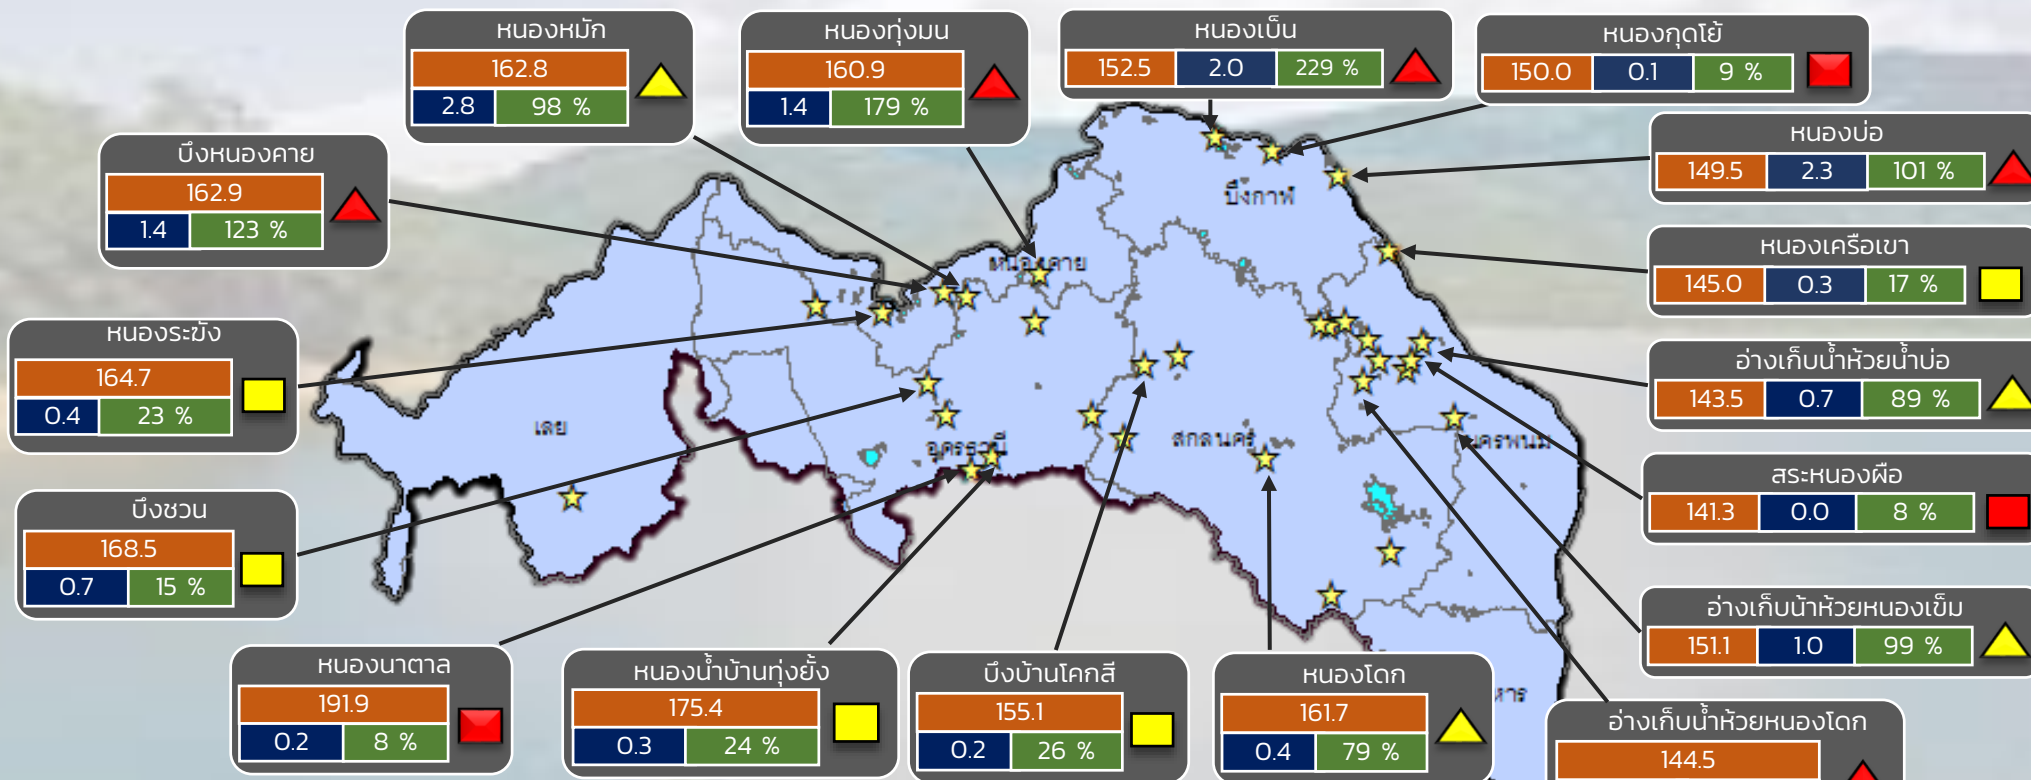 หนองหมัก
162.8
2.8 98 %
หนองทุ่งมน
160.9
1.4 179 %
หนองเบ็น
152.5 2.0 229 %
หนองกุดโย้
150.0 0.1 9 %
บึงหนองคาย
162.9
1.4 123 %
หนองบ่อ
149.5 2.3 101 %
หนองเครือเขา
145.0 0.3 17 %
หนองระฆัง
164.7
0.4 23 %
อ่างเก็บน้ำห้วยน้ำบ่อ
143.5 0.7 89 %
สระหนองผือ
141.3 0.0 8 %
บึงชวน
168.5
0.7 15 %
อ่างเก็บน้าห้วยหนองเข็ม
151.1 1.0 99 %
หนองนาตาล
191.9
0.2 8 %
หนองน้ำบ้านทุ่งยั้ง
175.4
0.3 24 %
บึงบ้านโคกสี
155.1
0.2 26 %
หนองโดก
161.7
0.4 79 %
อ่างเก็บน้ำห้วยหนองโดก
144.5
บึงกาฬ
หนองคาย
เลย
อุดรธานี
สกลนคร
นครพนม
หาร